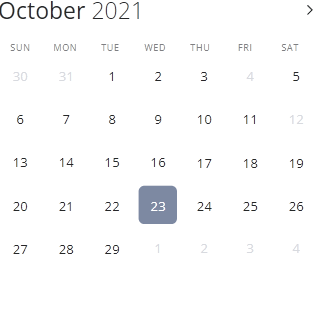 October 2021
SUN MON TUE WED THU FRI SAT
30 31 1 2 3 4 5
6 7 8 9 10 11 12
13 14 15 16 17 18 19
20 21 22 23 24 25 26
27 28 29 1 2 3 4